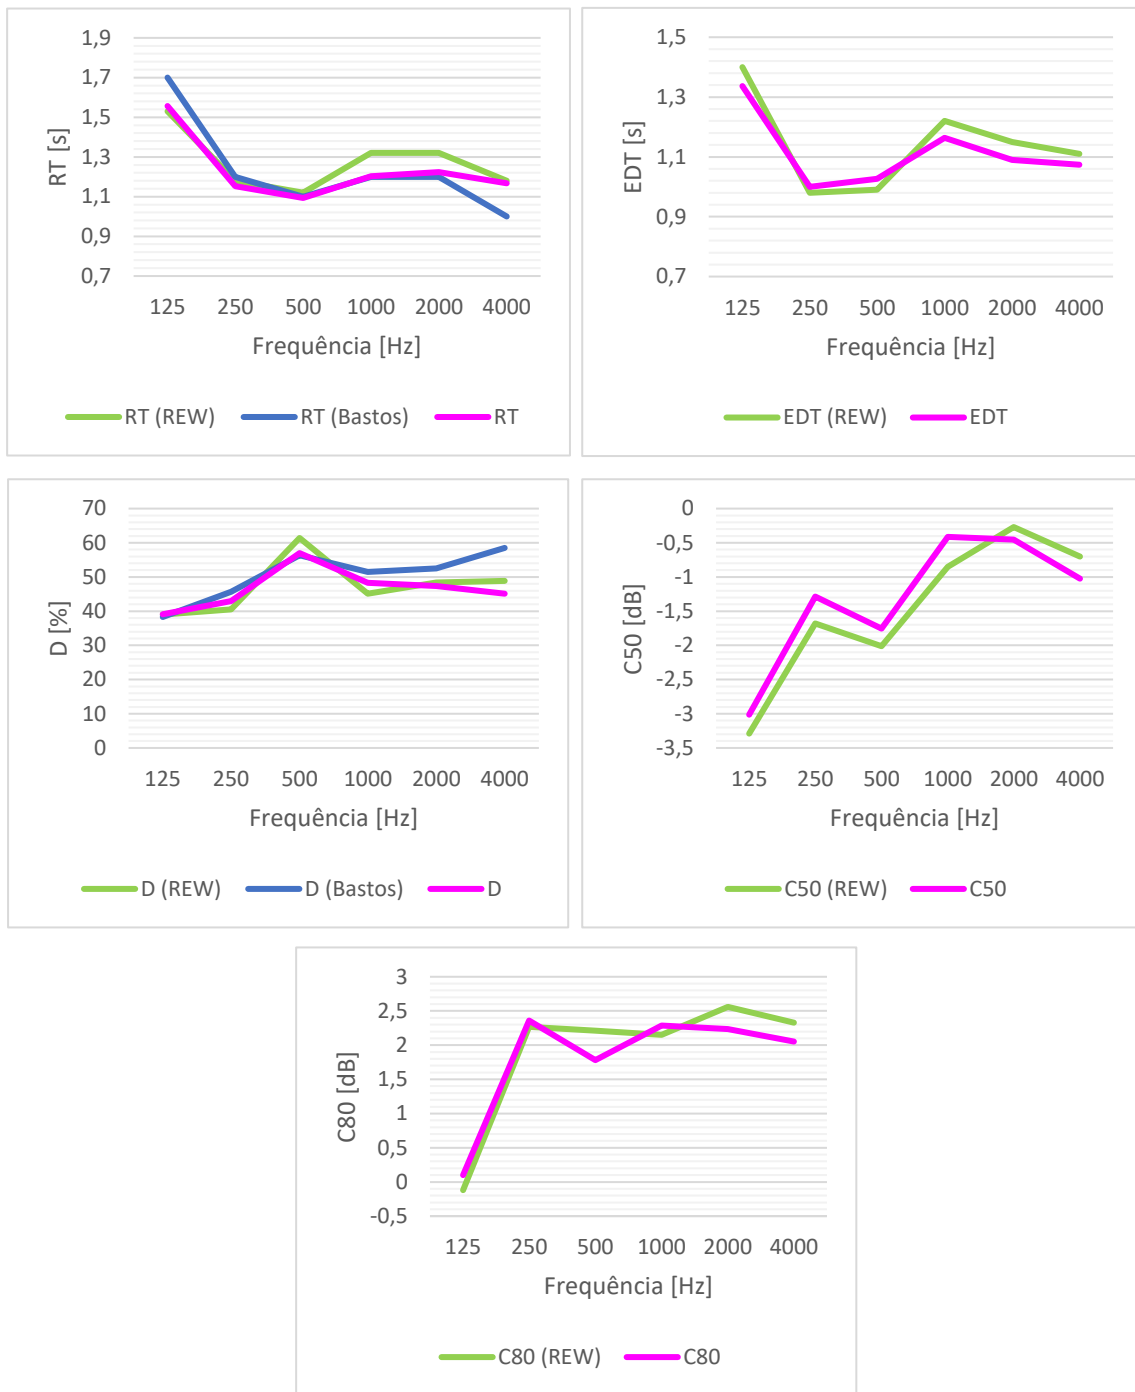 1,9
1,7
1,5
1,3
1,1
0,9
0,7
RT [s]
125 250 500 1000 2000 4000
Frequência [Hz]
RT (REW) RT (Bastos) RT
1,5
1,3
1,1
0,9
0,7
EDT [s]
125 250 500 1000 2000 4000
Frequência [Hz]
EDT (REW) EDT
70
60
50
40
30
20
10
0
D [%]
125 250 500 1000 2000 4000
Frequência [Hz]
D (REW) D (Bastos) D
0
-0,5
-1
-1,5
-2
-2,5
-3
-3,5
C50 [dB]
125 250 500 1000 2000 4000
Frequência [Hz]
C50 (REW) C50
3
2,5
2
1,5
1
0,5
0
-0,5
C80 [dB]
125 250 500 1000 2000 4000
Frequência [Hz]
C80 (REW) C80